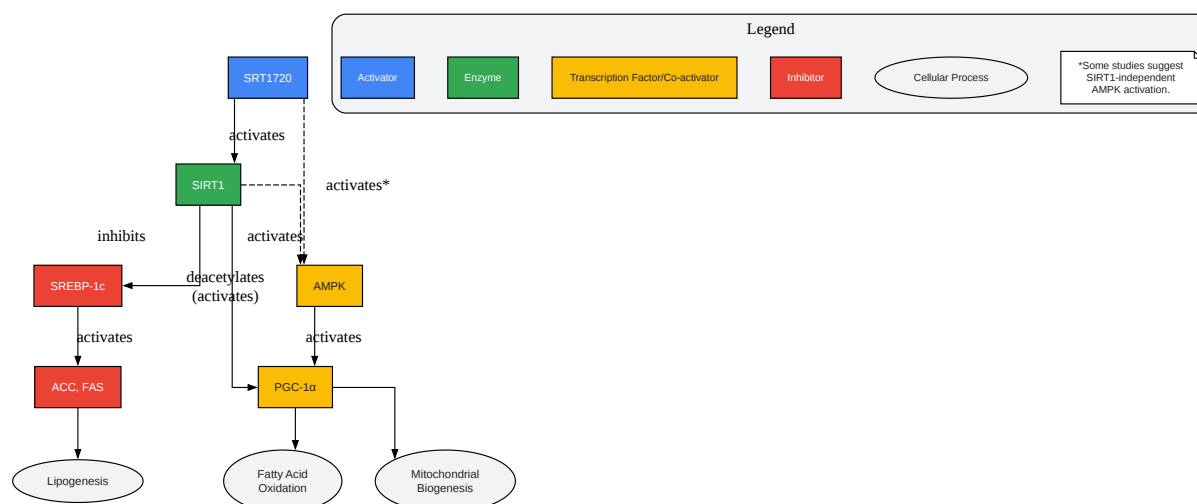 Legend
SRT1720
Activator
Enzyme
Transcription Factor/Co-activator
Inhibitor
Cellular Process
*Some studies suggest
SIRT1-independent
AMPK activation.
activates
SIRT1
activates*
inhibits
activates
deacetylates
(activates)
SREBP-1c
AMPK
activates
activates
ACC, FAS
PGC-1α
Lipogenesis
Fatty Acid
Oxidation
Mitochondrial
Biogenesis